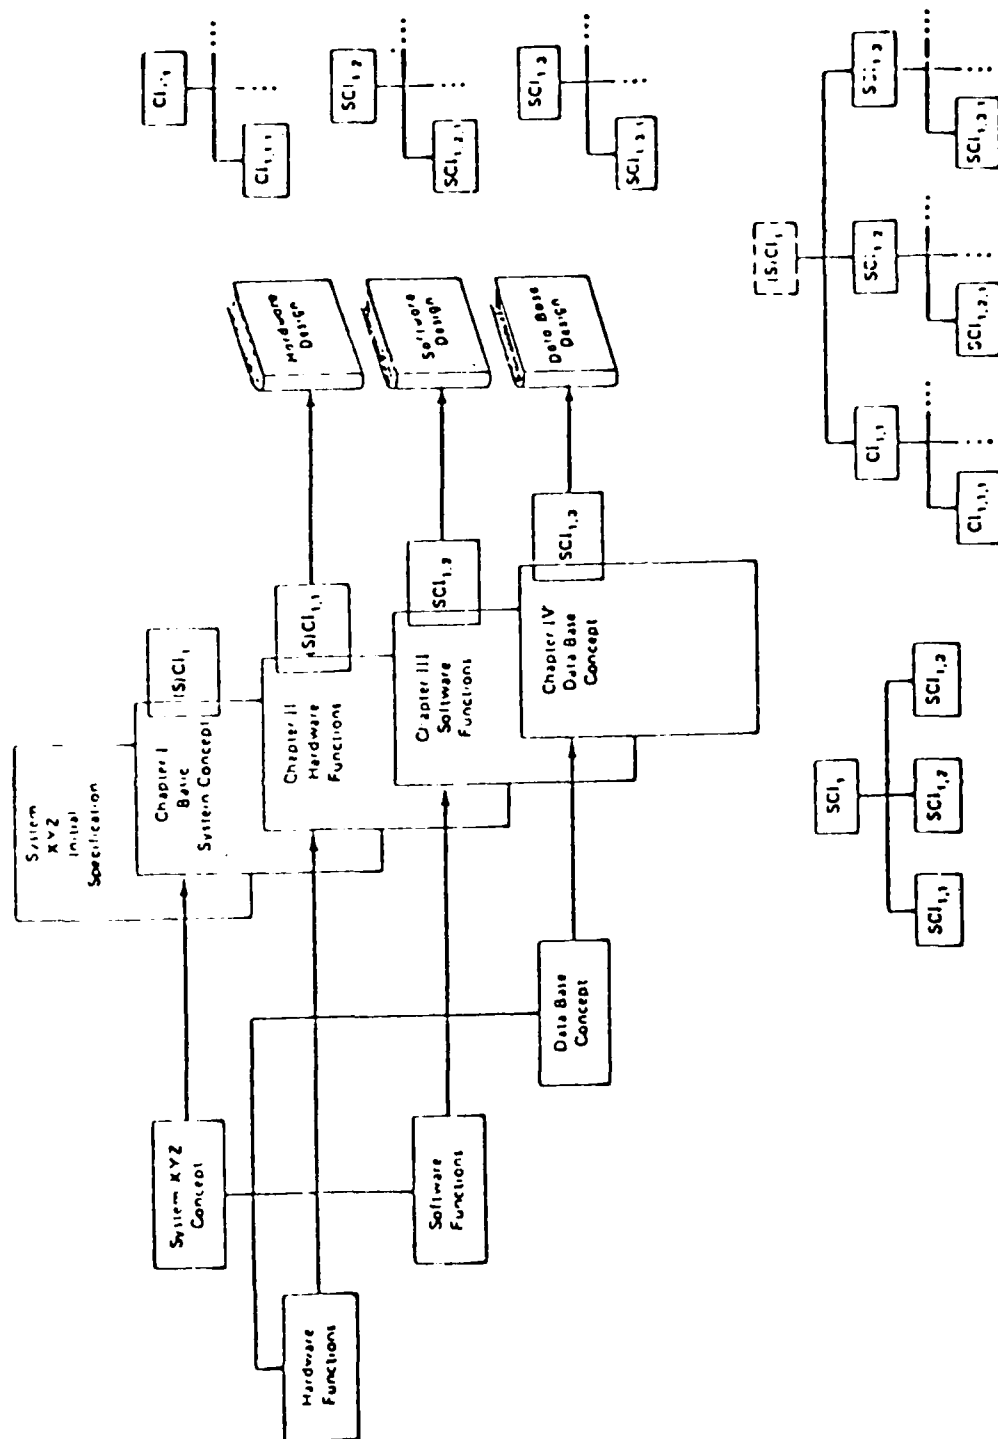 System XYZ
Concept
Hardware
Functions
Software
Functions
Data Base
Concept
System
XYZ
Initial
Specification
Chapter I
Basic
System Concept
(S)CI₁
Chapter II
Hardware
Functions
(S)CI₁,₁
Chapter III
Software
Functions
SCI₁,₂
Chapter IV
Data Base
Concept
SCI₁,₃
Hardware
Design
Software
Design
Data Base
Design
CI₁,₁
...
CI₁,₁,₁
...
SCI₁,₂
...
SCI₁,₂,₁
...
SCI₁,₃
...
SCI₁,₃,₁
...
SCI₁
SCI₁,₁
SCI₁,₂
SCI₁,₃
(S)CI₁
CI₁,₁
SCI₁,₂
SCI₁,₃
...
...
...
CI₁,₁,₁
...
SCI₁,₂,₁
...
SCI₁,₃,₁
...